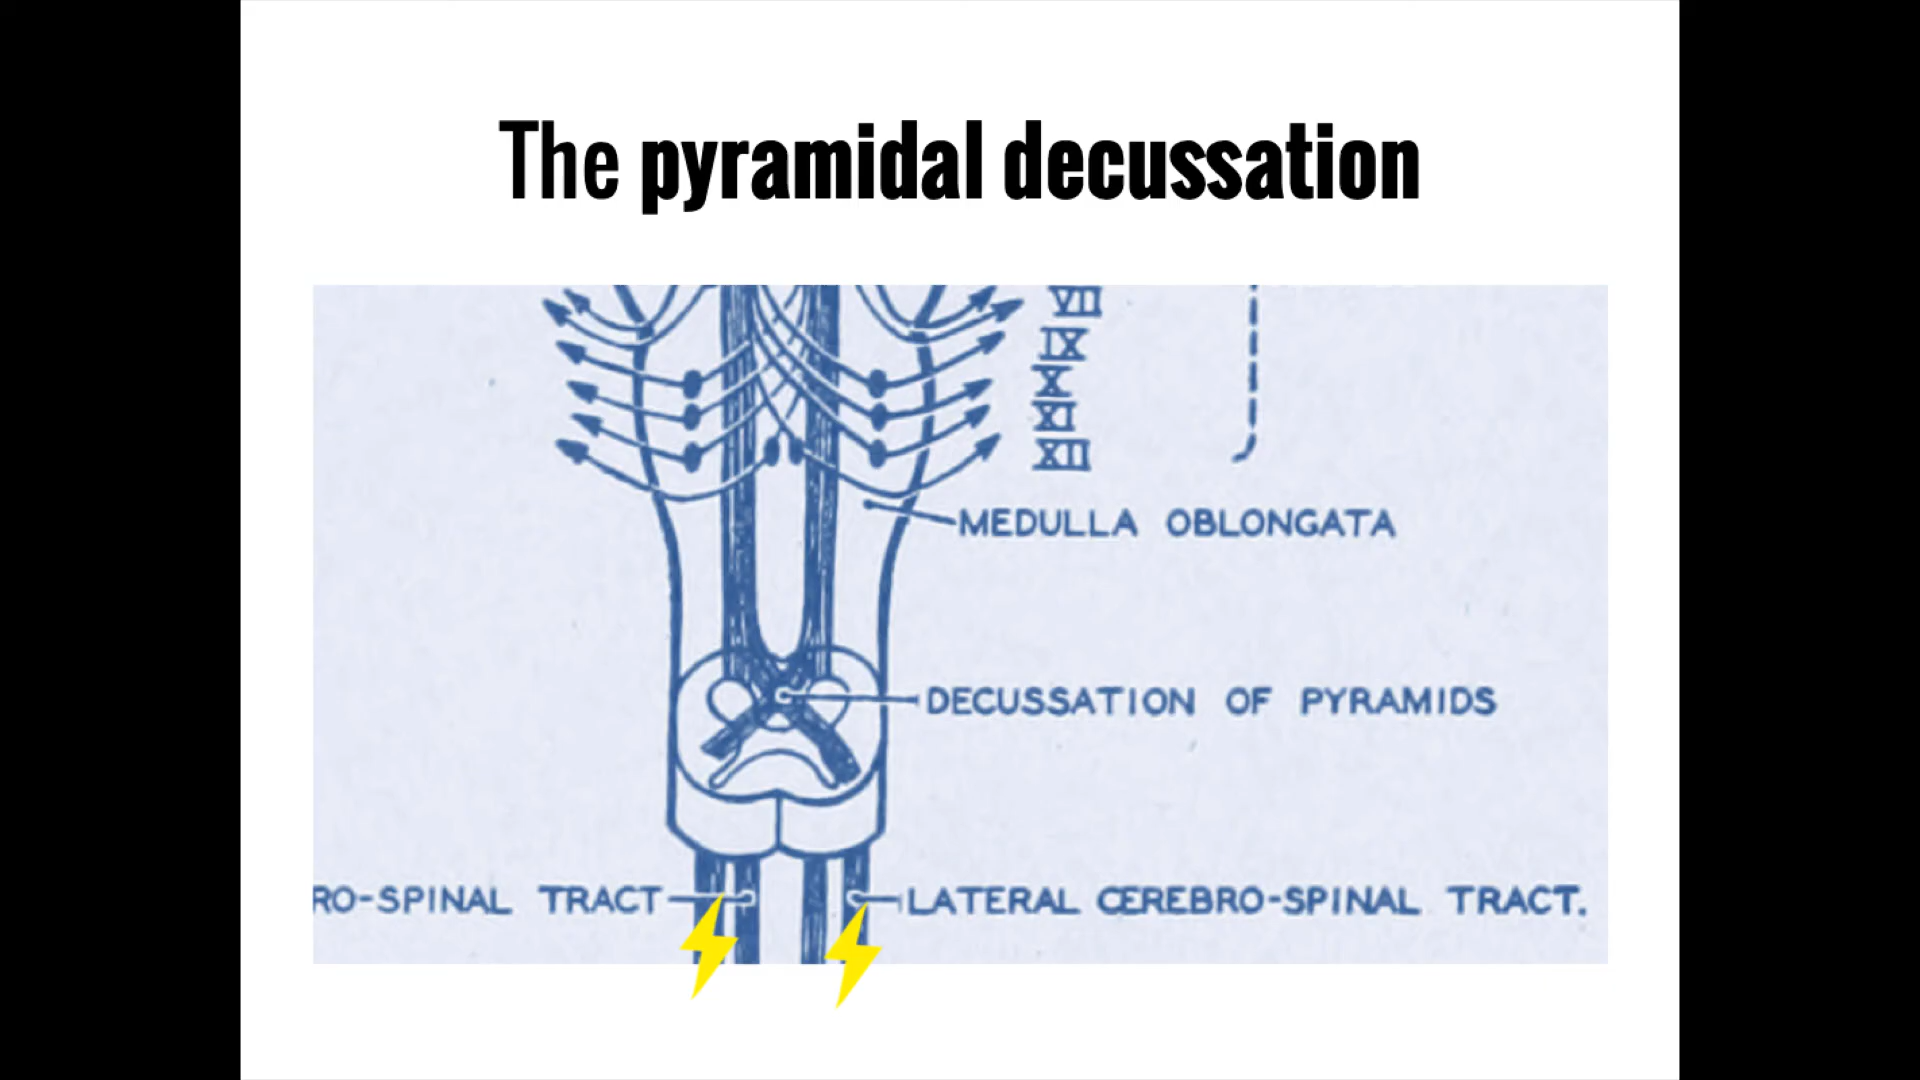 The pyramidal decussation
VII
IX
X
XI
XII
MEDULLA OBLONGATA
DECUSSATION OF PYRAMIDS
RO-SPINAL TRACT
LATERAL CEREBRO-SPINAL TRACT.